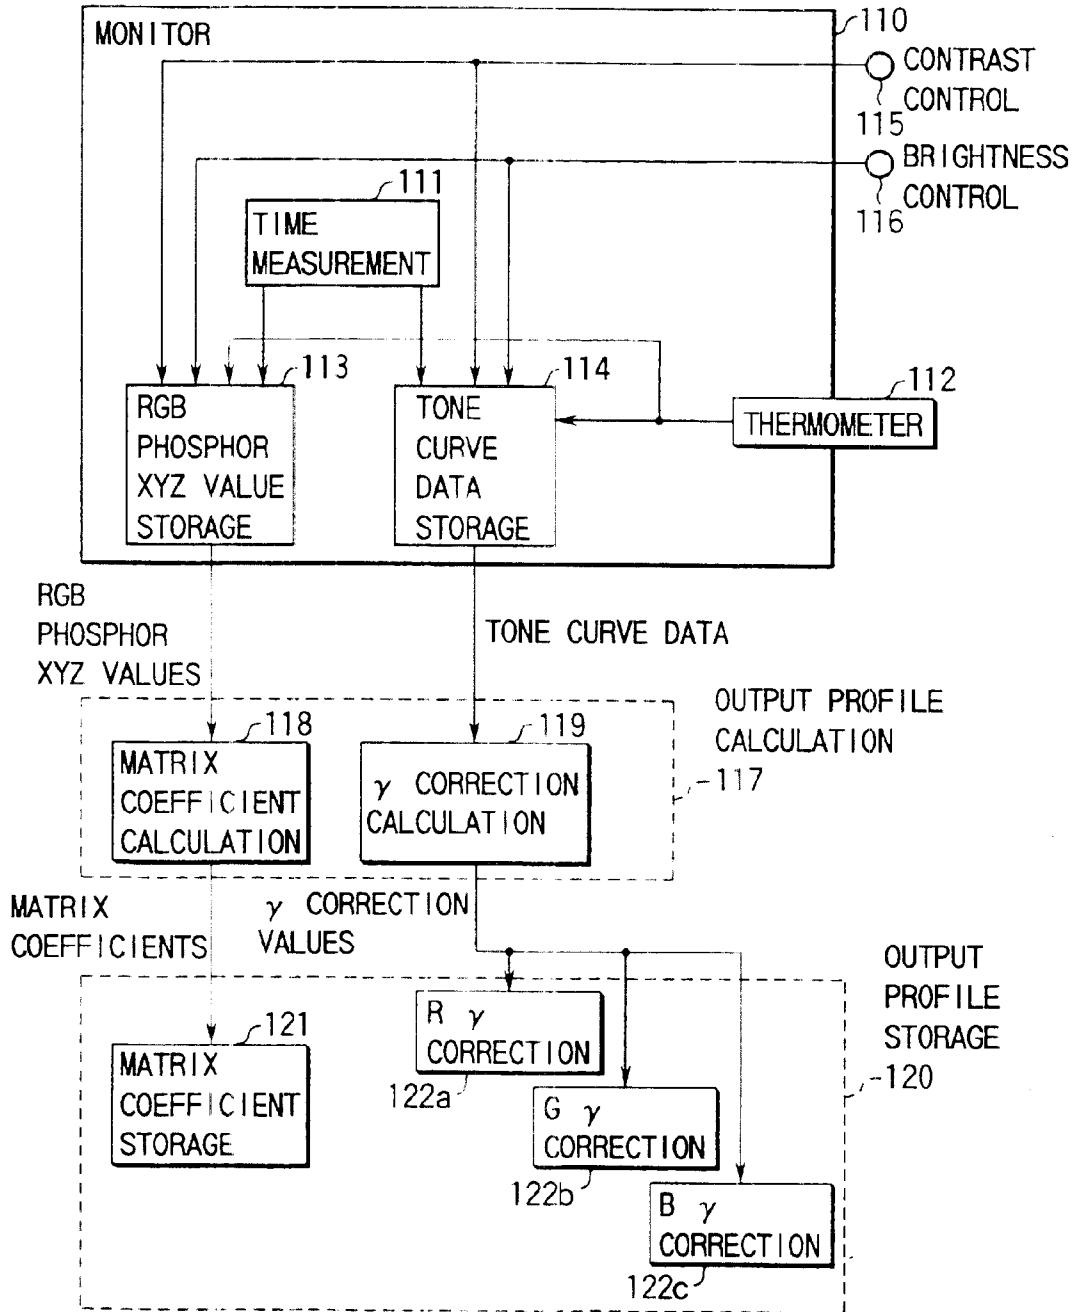 MONITOR
110
CONTRAST
CONTROL
115
BRIGHTNESS
CONTROL
116
111
TIME
MEASUREMENT
113
RGB
PHOSPHOR
XYZ VALUE
STORAGE
114
TONE
CURVE
DATA
STORAGE
112
THERMOMETER
RGB
PHOSPHOR
XYZ VALUES
TONE CURVE DATA
OUTPUT PROFILE
CALCULATION
117
118
MATRIX
COEFFICIENT
CALCULATION
119
γ CORRECTION
CALCULATION
MATRIX
COEFFICIENTS
γ CORRECTION
VALUES
OUTPUT
PROFILE
STORAGE
120
121
MATRIX
COEFFICIENT
STORAGE
R γ
CORRECTION
122a
G γ
CORRECTION
122b
B γ
CORRECTION
122c